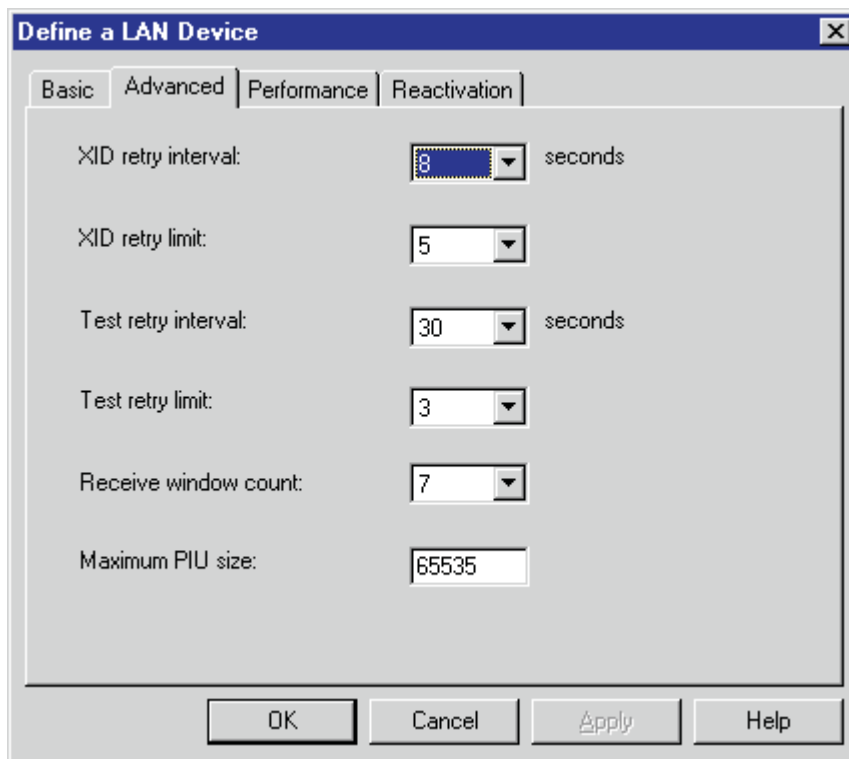 Define a LAN Device
Basic Advanced Performance Reactivation
XID retry interval: 8 seconds
XID retry limit: 5
Test retry interval: 30 seconds
Test retry limit: 3
Receive window count: 7
Maximum PIU size: 65535
OK Cancel Apply Help